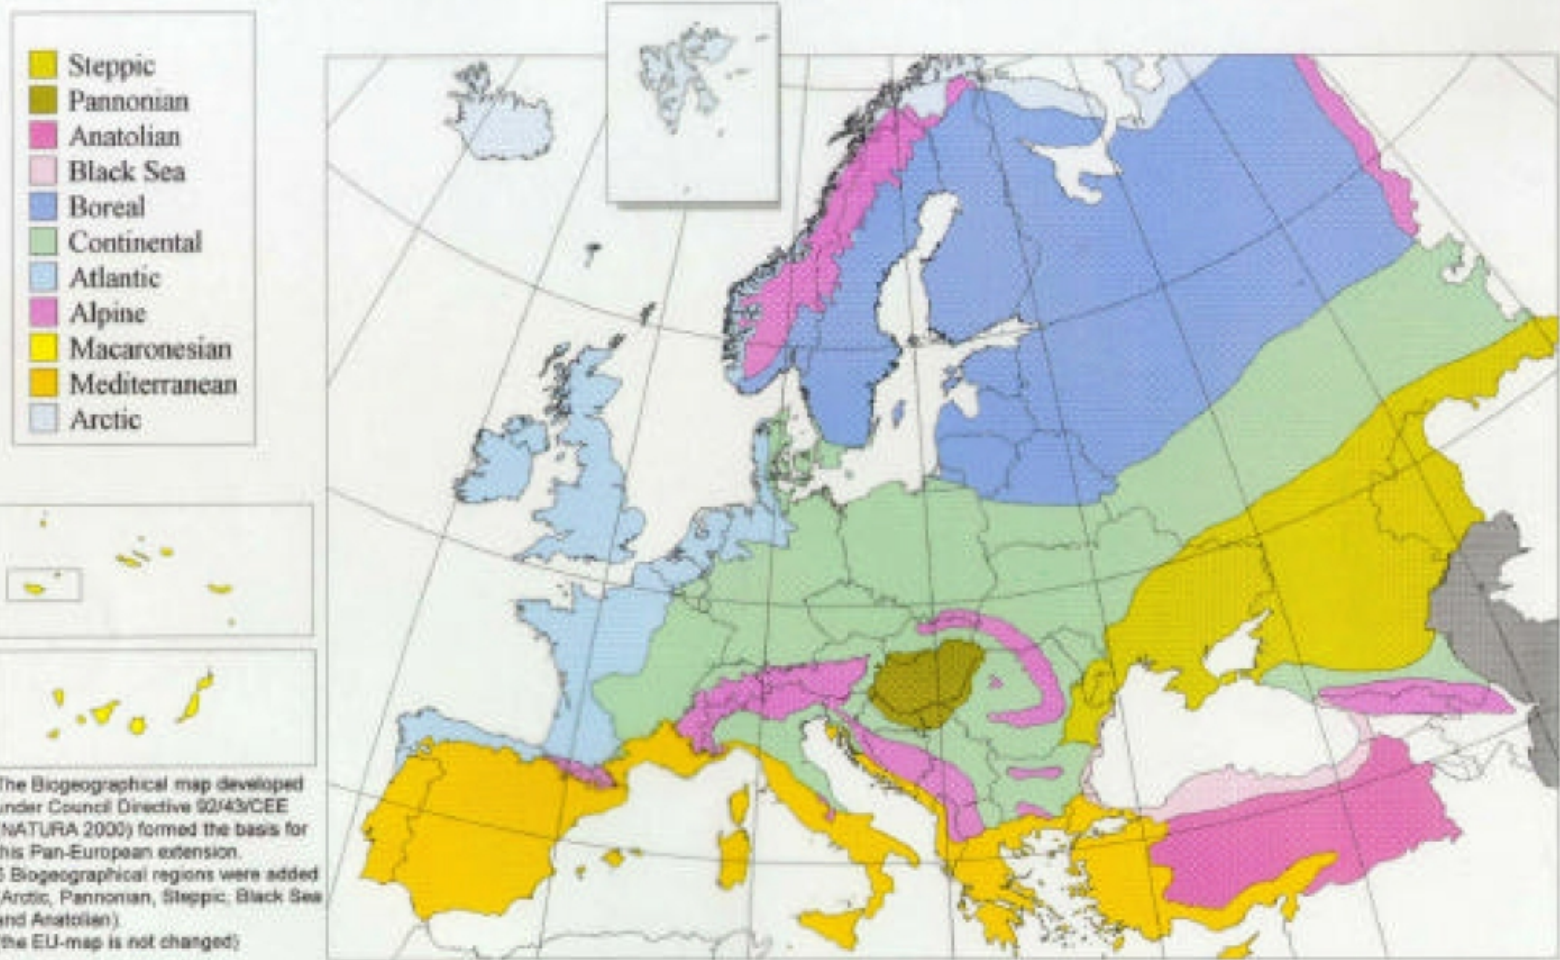 Steppic
Pannonian
Anatolian
Black Sea
Boreal
Continental
Atlantic
Alpine
Macaronesian
Mediterranean
Arctic
The Biogeographical map developed
under Council Directive 92/43/CEE
(NATURA 2000) formed the basis for
this Pan-European extension.
5 Biogeographical regions were added
(Arctic, Pannonian, Steppic, Black Sea
and Anatolian)
(the EU-map is not changed)